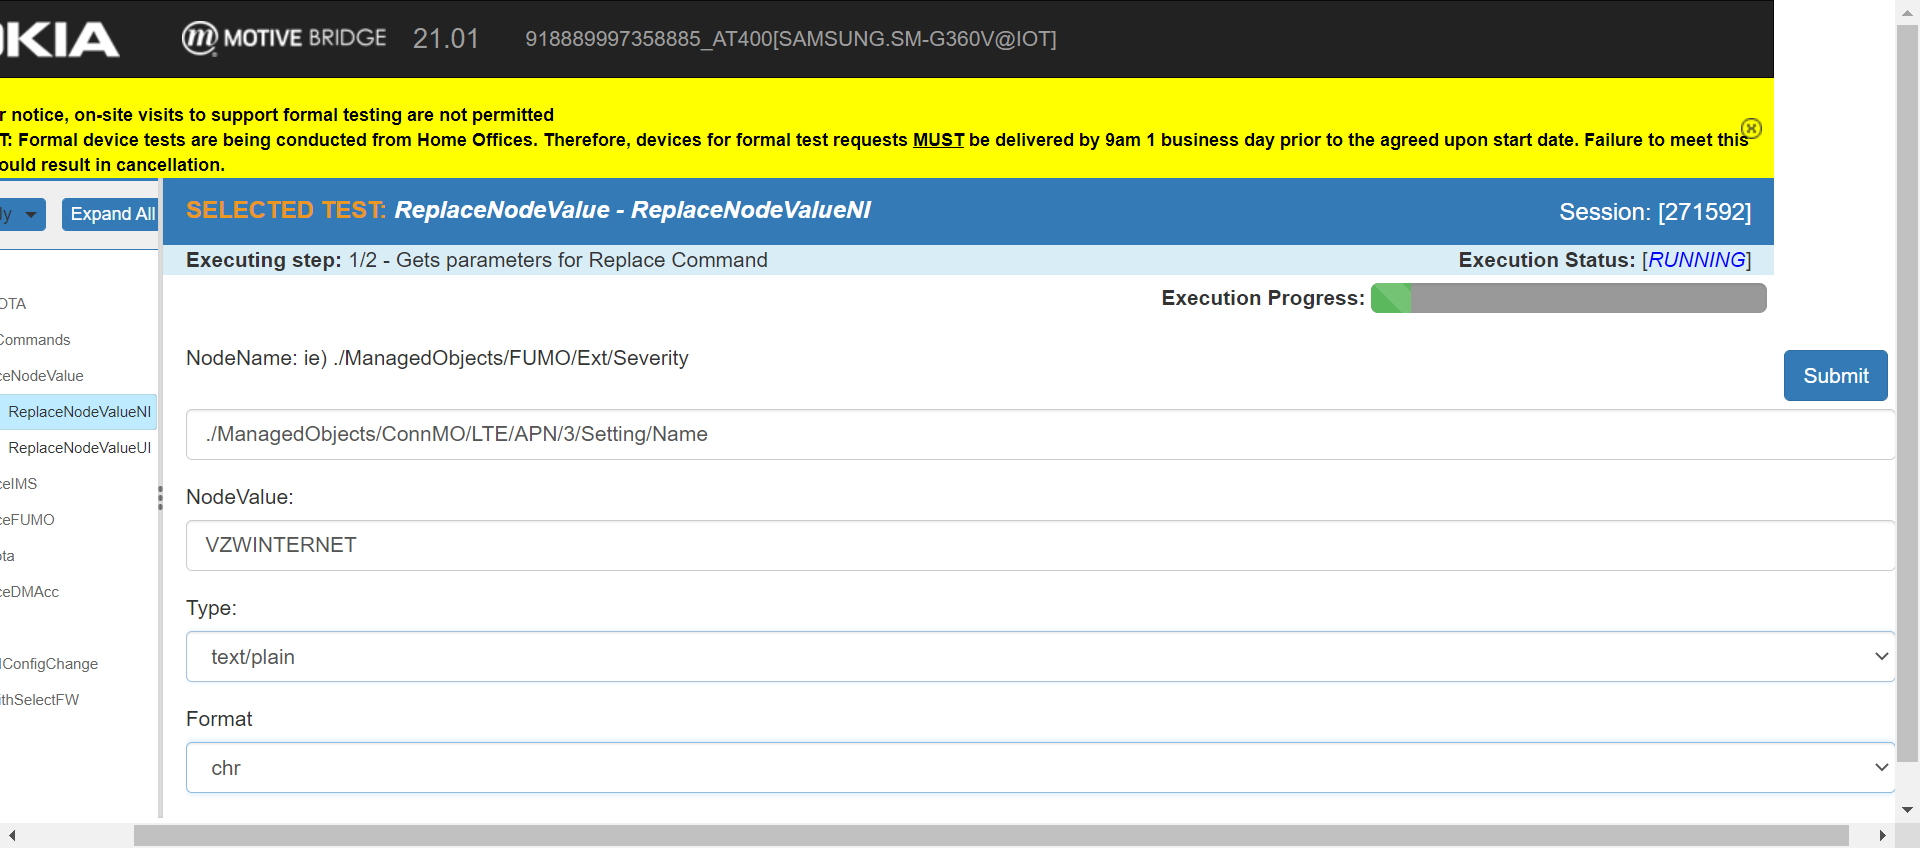 KIA MOTIVE BRIDGE 21.01 918889997358885_AT400[SAMSUNG.SM-G360V@IOT]
r notice, on-site visits to support formal testing are not permitted
T: Formal device tests are being conducted from Home Offices. Therefore, devices for formal test requests MUST be delivered by 9am 1 business day prior to the agreed upon start date. Failure to meet this
ould result in cancellation.
ly Expand All
SELECTED TEST: ReplaceNodeValue - ReplaceNodeValueNI Session: [271592]
Executing step: 1/2 - Gets parameters for Replace Command Execution Status: [RUNNING]
Execution Progress:
OTA
Commands
ceNodeValue
ReplaceNodeValueNI
ReplaceNodeValueUI
ceIMS
ceFUMO
ota
ceDMAcc
IConfigChange
ithSelectFW
NodeName: ie) ./ManagedObjects/FUMO/Ext/Severity
Submit
./ManagedObjects/ConnMO/LTE/APN/3/Setting/Name
NodeValue:
VZWINTERNET
Type:
text/plain
Format
chr